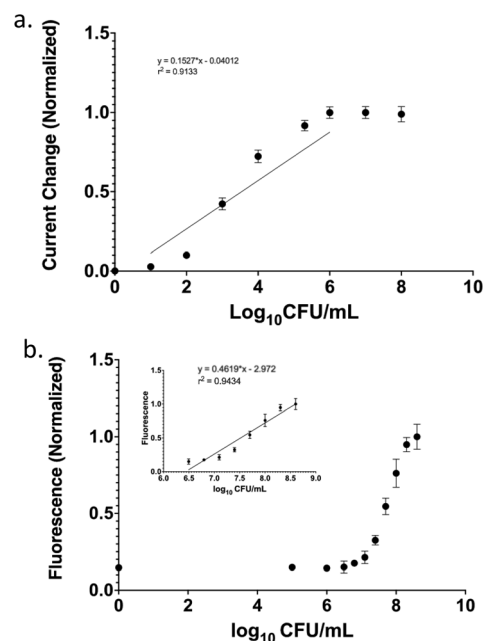 a.
y = 0.1527*x - 0.04012
r² = 0.9133
Current Change (Normalized)
1.5
1.0
0.5
0.0
0 2 4 6 8 10
Log₁₀CFU/mL
b.
y = 0.4619*x - 2.972
r² = 0.9434
Fluorescence
1.5
1.0
0.5
0.0
6.0 6.5 7.0 7.5 8.0 8.5 9.0
log₁₀ CFU/mL
Fluorescence (Normalized)
1.5
1.0
0.5
0.0
0 2 4 6 8 10
log₁₀ CFU/mL